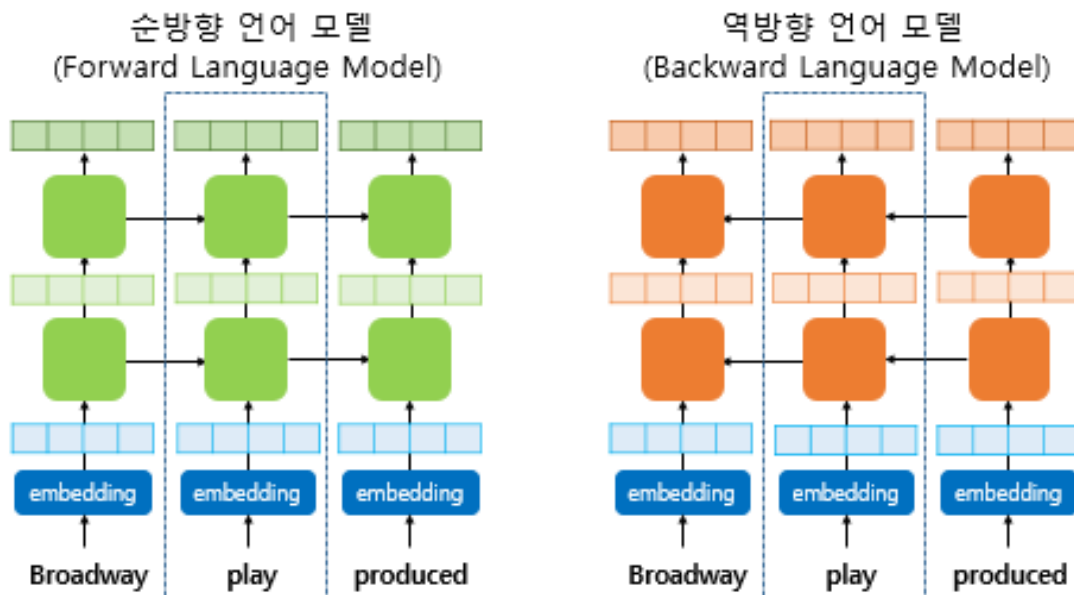 순방향 언어 모델
(Forward Language Model)
역방향 언어 모델
(Backward Language Model)
embedding embedding embedding
embedding embedding embedding
Broadway play produced
Broadway play produced